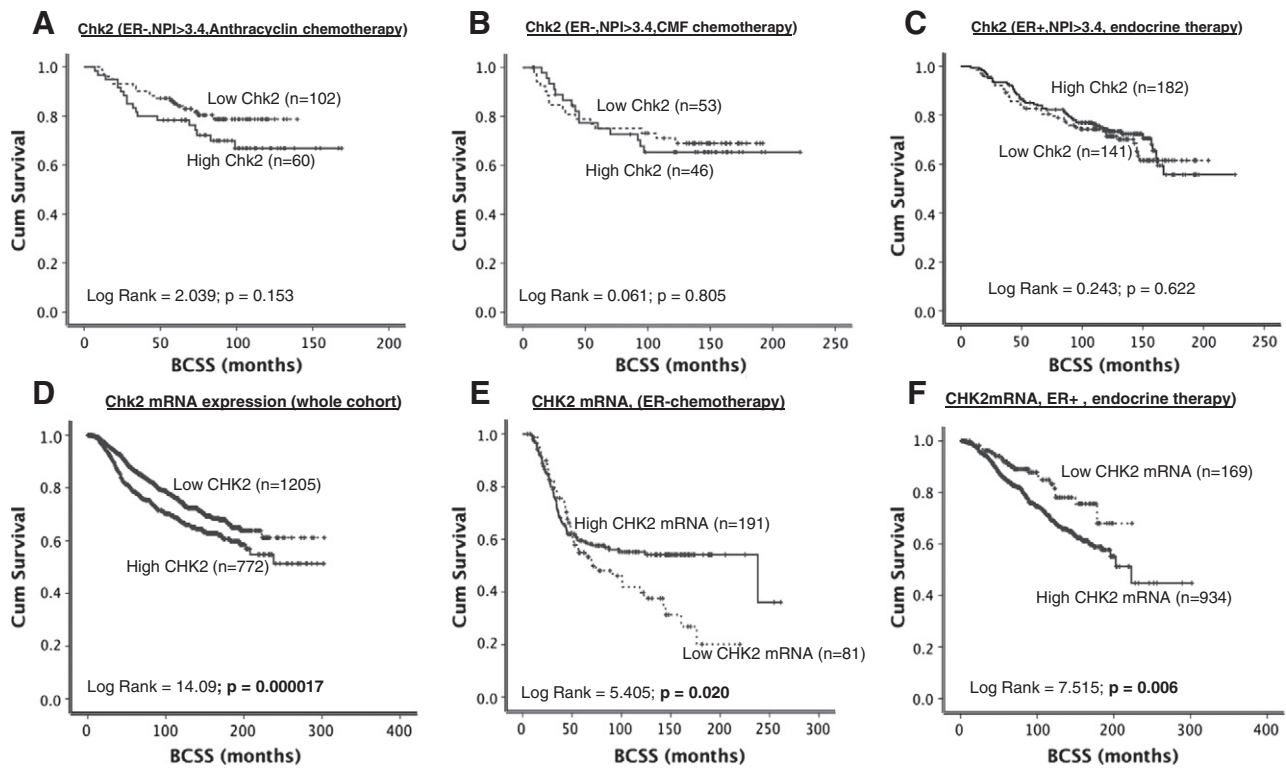 A
Chk2 (ER-,NPI>3.4,Anthracyclin chemotherapy)
Cum Survival
1.0
0.8
0.6
0.4
0.2
0.0
Low Chk2 (n=102)
High Chk2 (n=60)
Log Rank = 2.039; p = 0.153
0 50 100 150 200
BCSS (months)
B
Chk2 (ER-,NPI>3.4,CMF chemotherapy)
Cum Survival
1.0
0.8
0.6
0.4
0.2
0.0
Low Chk2 (n=53)
High Chk2 (n=46)
Log Rank = 0.061; p = 0.805
0 50 100 150 200 250
BCSS (months)
C
Chk2 (ER+,NPI>3.4, endocrine therapy)
Cum Survival
1.0
0.8
0.6
0.4
0.2
0.0
High Chk2 (n=182)
Low Chk2 (n=141)
Log Rank = 0.243; p = 0.622
0 50 100 150 200 250
BCSS (months)
D
Chk2 mRNA expression (whole cohort)
Cum Survival
1.0
0.8
0.6
0.4
0.2
0.0
Low CHK2 (n=1205)
High CHK2 (n=772)
Log Rank = 14.09; p = 0.000017
0 100 200 300 400
BCSS (months)
E
CHK2 mRNA, (ER-chemotherapy)
Cum Survival
1.0
0.8
0.6
0.4
0.2
0.0
High CHK2 mRNA (n=191)
Low CHK2 mRNA (n=81)
Log Rank = 5.405; p = 0.020
0 50 100 150 200 250 300
BCSS (months)
F
CHK2mRNA, ER+ , endocrine therapy)
Cum Survival
1.0
0.8
0.6
0.4
0.2
0.0
Low CHK2 mRNA (n=169)
High CHK2 mRNA (n=934)
Log Rank = 7.515; p = 0.006
0 100 200 300 400
BCSS (months)